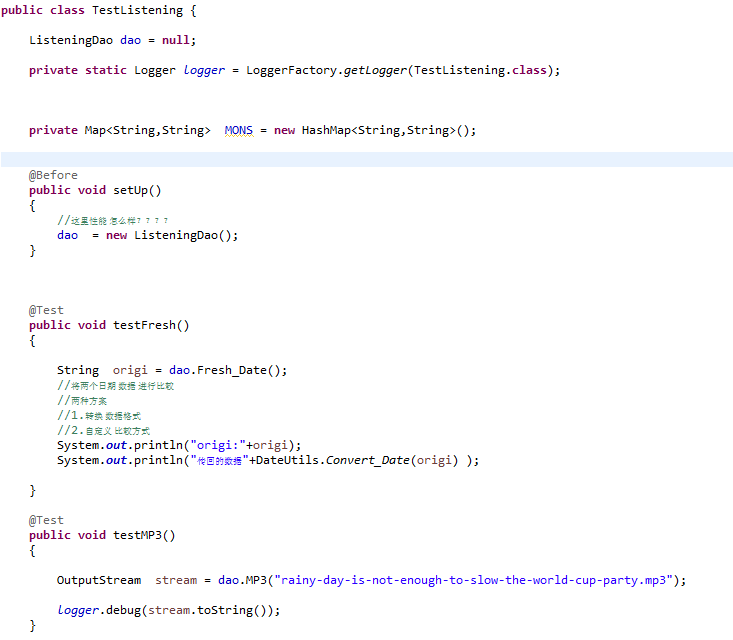 public class TestListening {
ListeningDao dao = null;
private static Logger logger = LoggerFactory.getLogger(TestListening.class);
private Map<String,String>  MONS = new HashMap<String,String>();
@Before
public void setUp()
{
//这里性能 怎么样? ? ? ?
dao  = new ListeningDao();
}
@Test
public void testFresh()
{
String  origi = dao.Fresh_Date();
//将两个日期 数据 进行比较
//两种方案
//1.转换 数据格式
//2.自定义 比较方式
System.out.println("origi:"+origi);
System.out.println("传回的数据"+DateUtils.Convert_Date(origi) );
}
@Test
public void testMP3()
{
OutputStream  stream = dao.MP3("rainy-day-is-not-enough-to-slow-the-world-cup-party.mp3");
logger.debug(stream.toString());
}